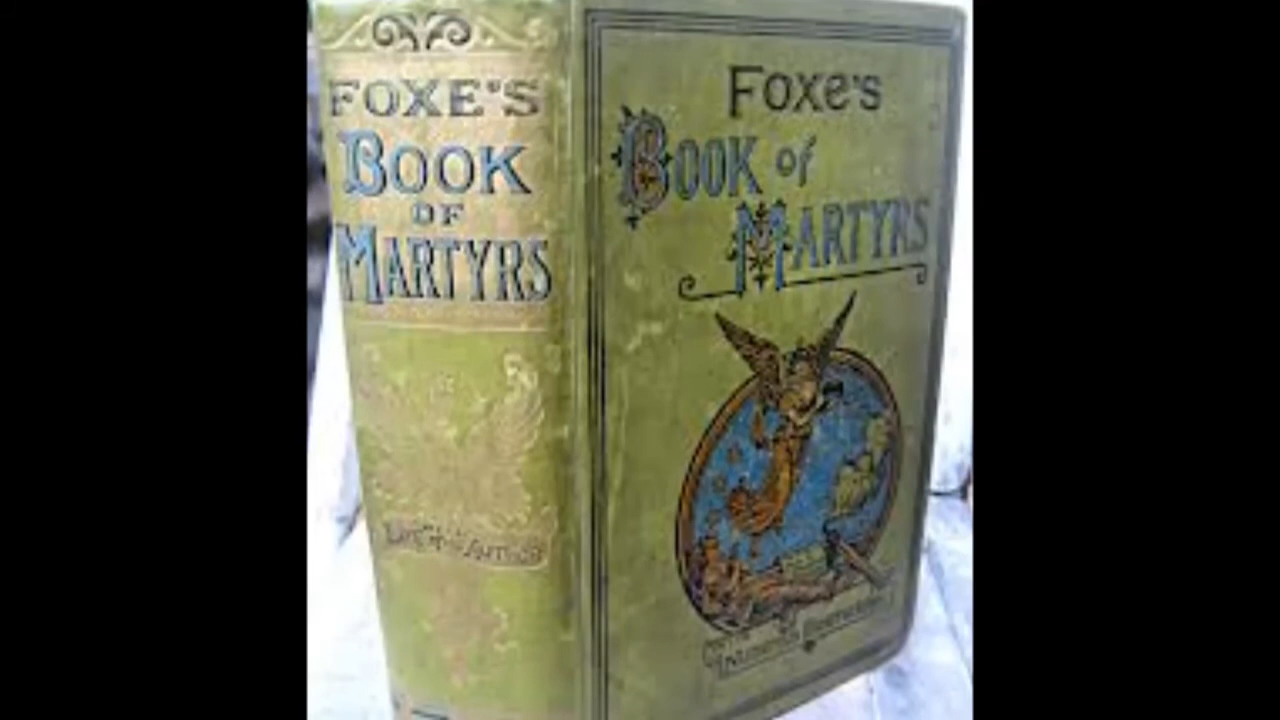 FOXE'S
BOOK
OF
MARTYRS
Foxe's
BOOK of
MARTYRS